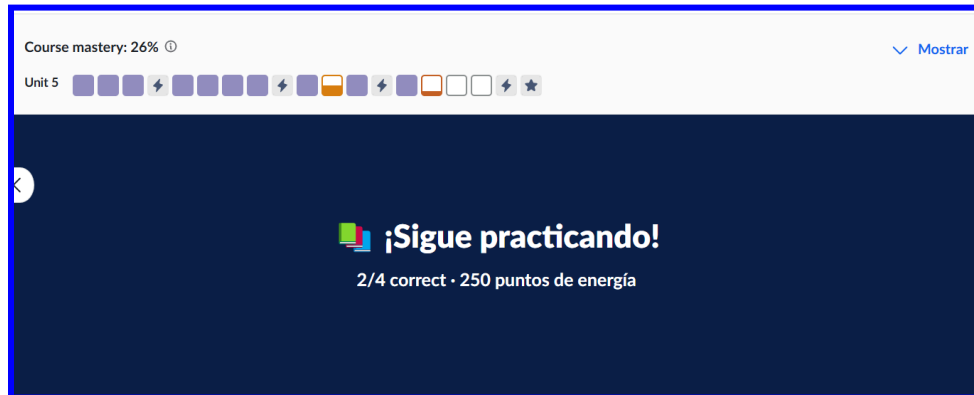 Course mastery: 26%
Mostrar
Unit 5
¡Sigue practicando!
2/4 correct · 250 puntos de energía